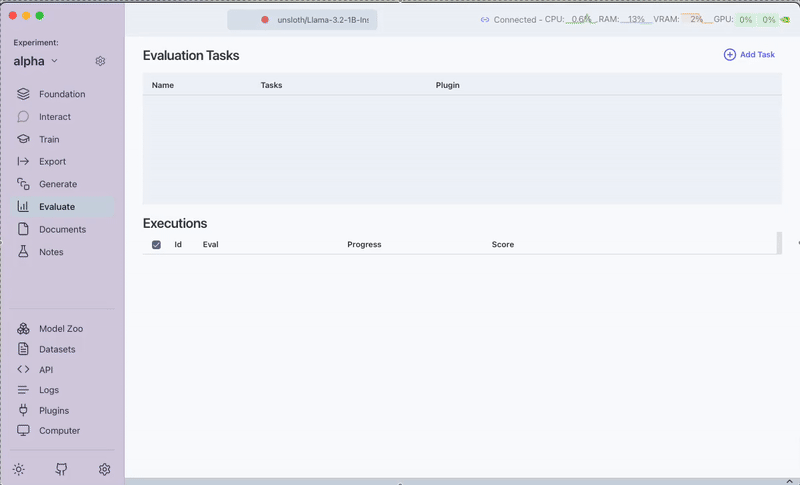 unsloth/Llama-3.2-1B-Ins
Connected - CPU: 0.6% RAM: 13% VRAM: 2% GPU: 0% 0%
Experiment:
alpha
Foundation
Interact
Train
Export
Generate
Evaluate
Documents
Notes
Model Zoo
Datasets
API
Logs
Plugins
Computer
Evaluation Tasks
Add Task
Name Tasks Plugin
Executions
Id Eval Progress Score